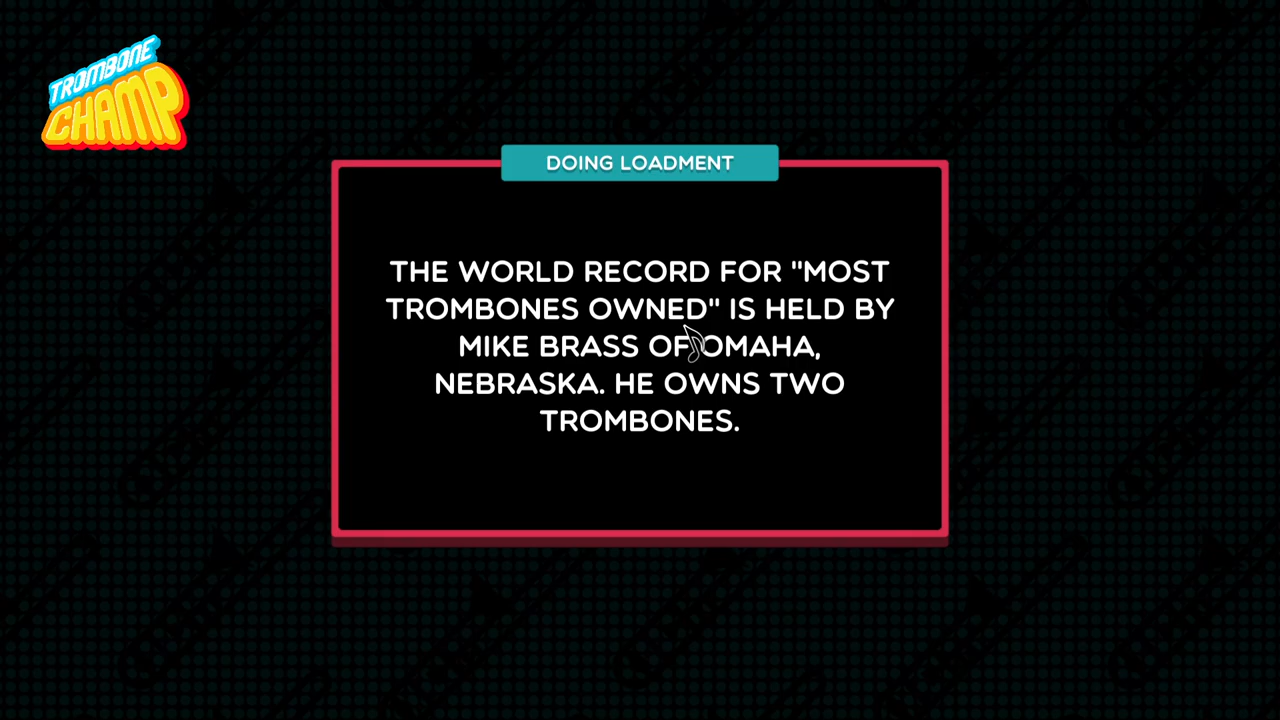 TROMBONE
CHAMP
DOING LOADMENT
THE WORLD RECORD FOR "MOST
TROMBONES OWNED" IS HELD BY
MIKE BRASS OF OMAHA,
NEBRASKA. HE OWNS TWO
TROMBONES.